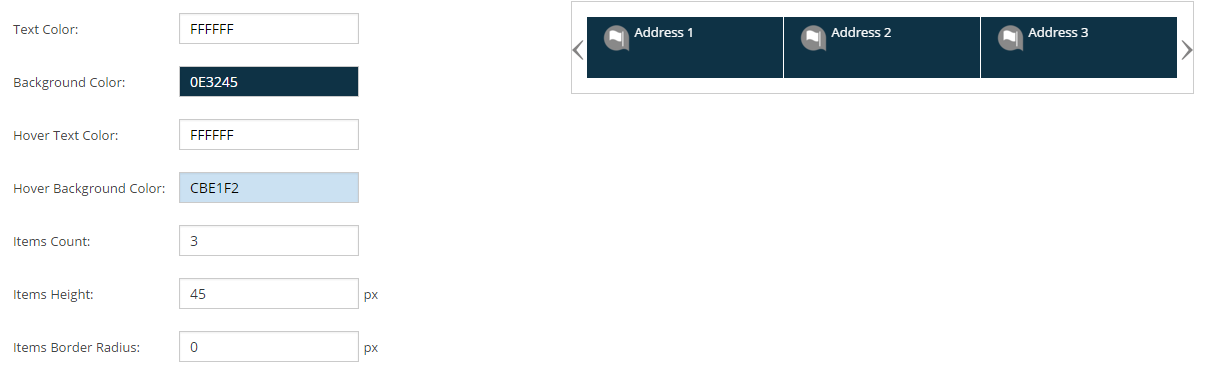 Text Color: FFFFFF
Background Color: 0E3245
Hover Text Color: FFFFFF
Hover Background Color: CBE1F2
Items Count: 3
Items Height: 45 px
Items Border Radius: 0 px
Address 1 Address 2 Address 3